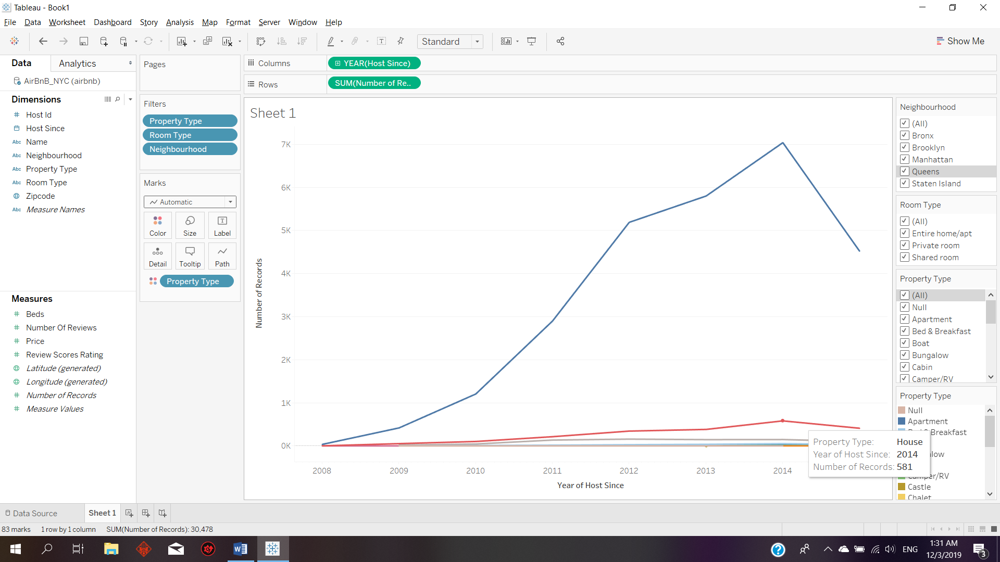 Tableau - Book1
File Data Worksheet Dashboard Story Analysis Map Format Server Window Help
Standard
Show Me
Data Analytics
AirBnB_NYC (airbnb)
Dimensions
Host Id
Host Since
Abc Name
Abc Neighbourhood
Abc Property Type
Abc Room Type
Zipcode
Abc Measure Names
Measures
Beds
Number Of Reviews
Price
Review Scores Rating
Latitude (generated)
Longitude (generated)
Number of Records
Measure Values
Pages
Filters
Property Type
Room Type
Neighbourhood
Marks
Automatic
Color Size Label
Detail Tooltip Path
Property Type
Columns YEAR(Host Since)
Rows SUM(Number of Re..
Sheet 1
7K
6K
5K
4K
3K
2K
1K
0K
Number of Records
2008 2009 2010 2011 2012 2013 2014
Year of Host Since
Property Type: House
Year of Host Since: 2014
Number of Records: 581
Neighbourhood
(All)
Bronx
Brooklyn
Manhattan
Queens
Staten Island
Room Type
(All)
Entire home/apt
Private room
Shared room
Property Type
(All)
Null
Apartment
Bed & Breakfast
Boat
Bungalow
Cabin
Camper/RV
Property Type
Null
Apartment
Bed & Breakfast
Camper/RV
Castle
Chalet
Data Source Sheet 1
83 marks 1 row by 1 column SUM(Number of Records): 30,478
ENG
1:31 AM
12/3/2019
3